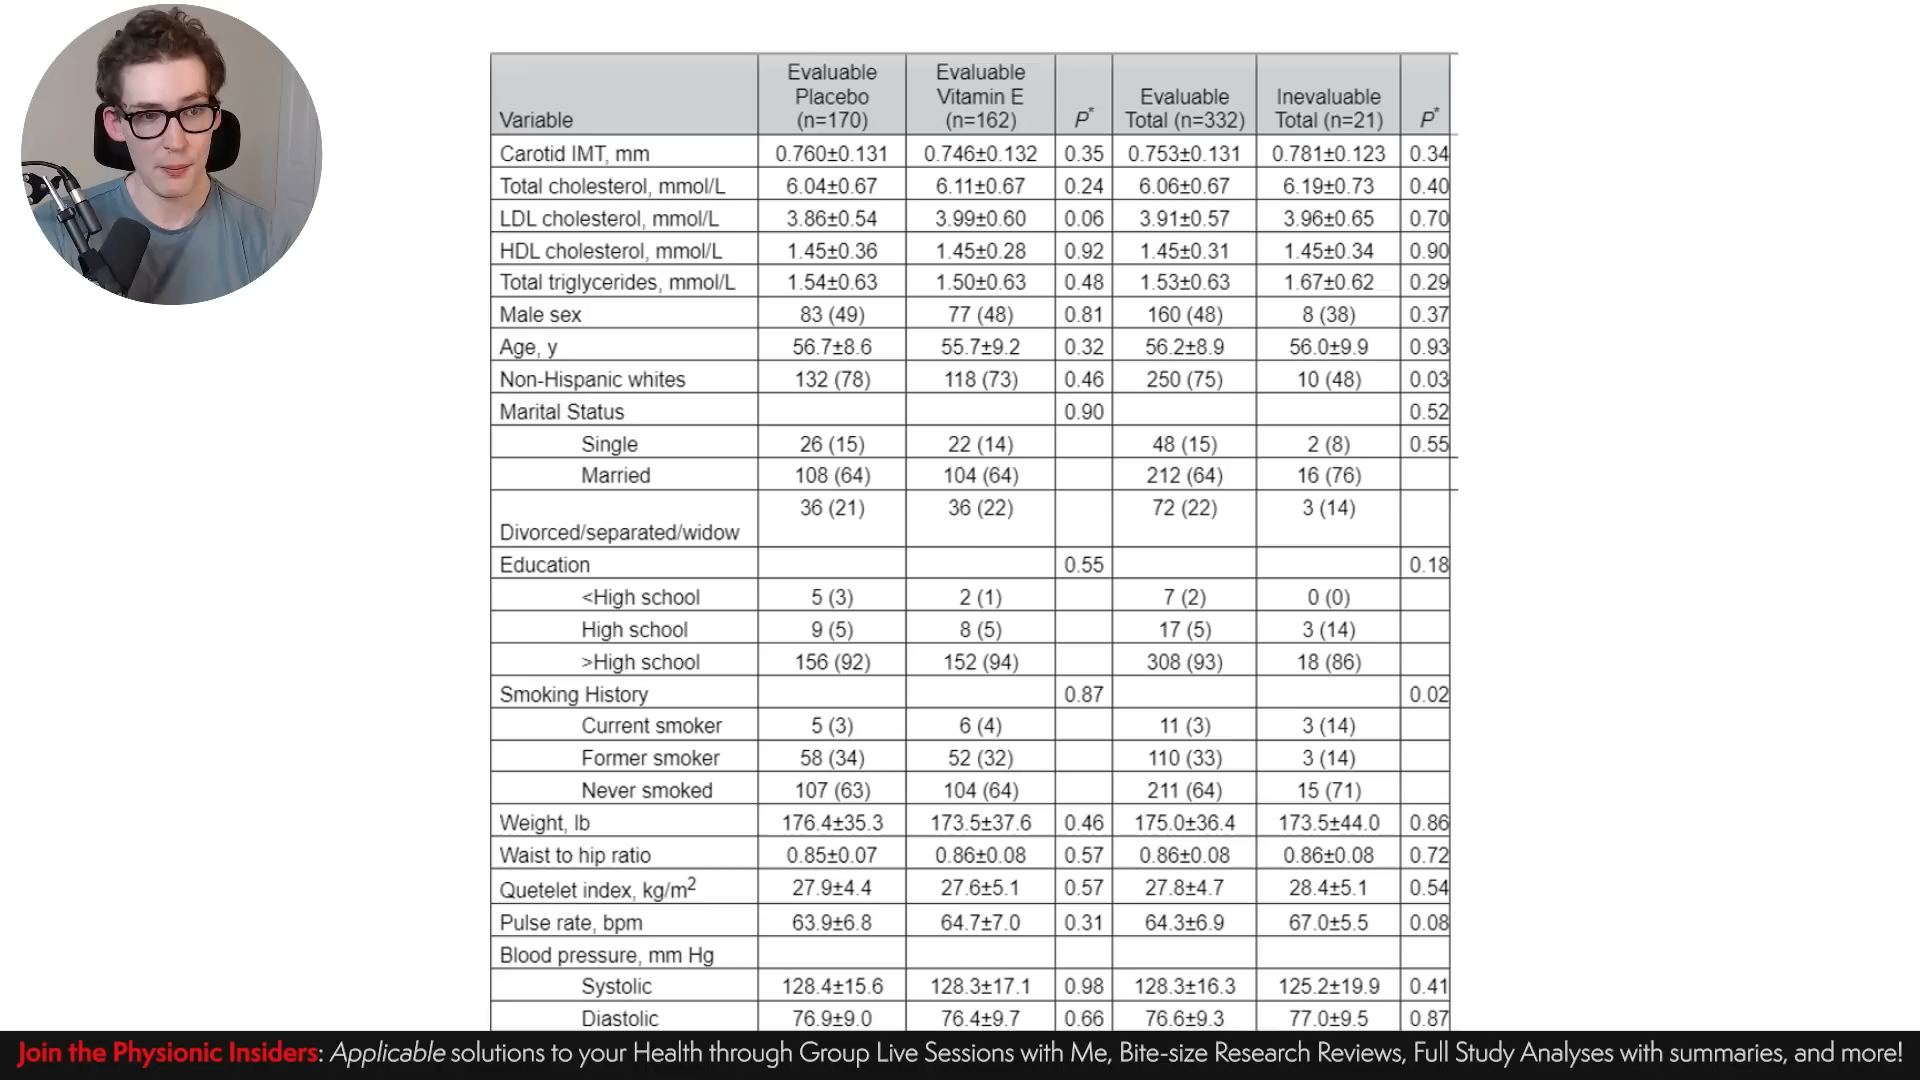 Variable Evaluable Placebo (n=170) Evaluable Vitamin E (n=162) P* Evaluable Total (n=332) Inevaluable Total (n=21) P*
Carotid IMT, mm 0.760±0.131 0.746±0.132 0.35 0.753±0.131 0.781±0.123 0.34
Total cholesterol, mmol/L 6.04±0.67 6.11±0.67 0.24 6.06±0.67 6.19±0.73 0.40
LDL cholesterol, mmol/L 3.86±0.54 3.99±0.60 0.06 3.91±0.57 3.96±0.65 0.70
HDL cholesterol, mmol/L 1.45±0.36 1.45±0.28 0.92 1.45±0.31 1.45±0.34 0.90
Total triglycerides, mmol/L 1.54±0.63 1.50±0.63 0.48 1.53±0.63 1.67±0.62 0.29
Male sex 83 (49) 77 (48) 0.81 160 (48) 8 (38) 0.37
Age, y 56.7±8.6 55.7±9.2 0.32 56.2±8.9 56.0±9.9 0.93
Non-Hispanic whites 132 (78) 118 (73) 0.46 250 (75) 10 (48) 0.03
Marital Status 0.90 0.52
Single 26 (15) 22 (14) 48 (15) 2 (8) 0.55
Married 108 (64) 104 (64) 212 (64) 16 (76)
Divorced/separated/widow 36 (21) 36 (22) 72 (22) 3 (14)
Education 0.55 0.18
<High school 5 (3) 2 (1) 7 (2) 0 (0)
High school 9 (5) 8 (5) 17 (5) 3 (14)
>High school 156 (92) 152 (94) 308 (93) 18 (86)
Smoking History 0.87 0.02
Current smoker 5 (3) 6 (4) 11 (3) 3 (14)
Former smoker 58 (34) 52 (32) 110 (33) 3 (14)
Never smoked 107 (63) 104 (64) 211 (64) 15 (71)
Weight, lb 176.4±35.3 173.5±37.6 0.46 175.0±36.4 173.5±44.0 0.86
Waist to hip ratio 0.85±0.07 0.86±0.08 0.57 0.86±0.08 0.86±0.08 0.72
Quetelet index, kg/m² 27.9±4.4 27.6±5.1 0.57 27.8±4.7 28.4±5.1 0.54
Pulse rate, bpm 63.9±6.8 64.7±7.0 0.31 64.3±6.9 67.0±5.5 0.08
Blood pressure, mm Hg
Systolic 128.4±15.6 128.3±17.1 0.98 128.3±16.3 125.2±19.9 0.41
Diastolic 76.9±9.0 76.4±9.7 0.66 76.6±9.3 77.0±9.5 0.87
Join the Physionic Insiders: Applicable solutions to your Health through Group Live Sessions with Me, Bite-size Research Reviews, Full Study Analyses with summaries, and more!